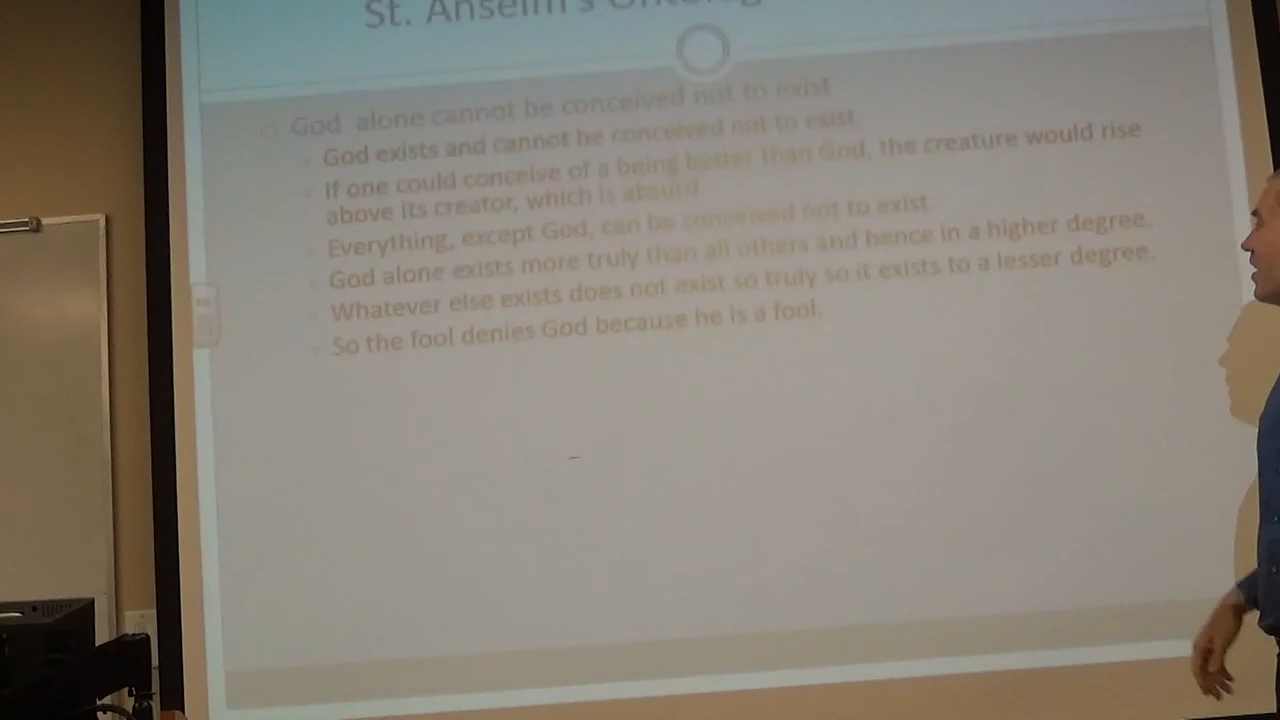 St. Anselm's Ontolog
God alone cannot be conceived not to exist
God exists and cannot be conceived not to exist
If one could conceive of a being better than God, the creature would rise
above its creator, which is absurd.
Everything, except God, can be conceived not to exist.
God alone exists more truly than all others and hence in a higher degree.
Whatever else exists does not exist so truly so it exists to a lesser degree.
So the fool denies God because he is a fool.